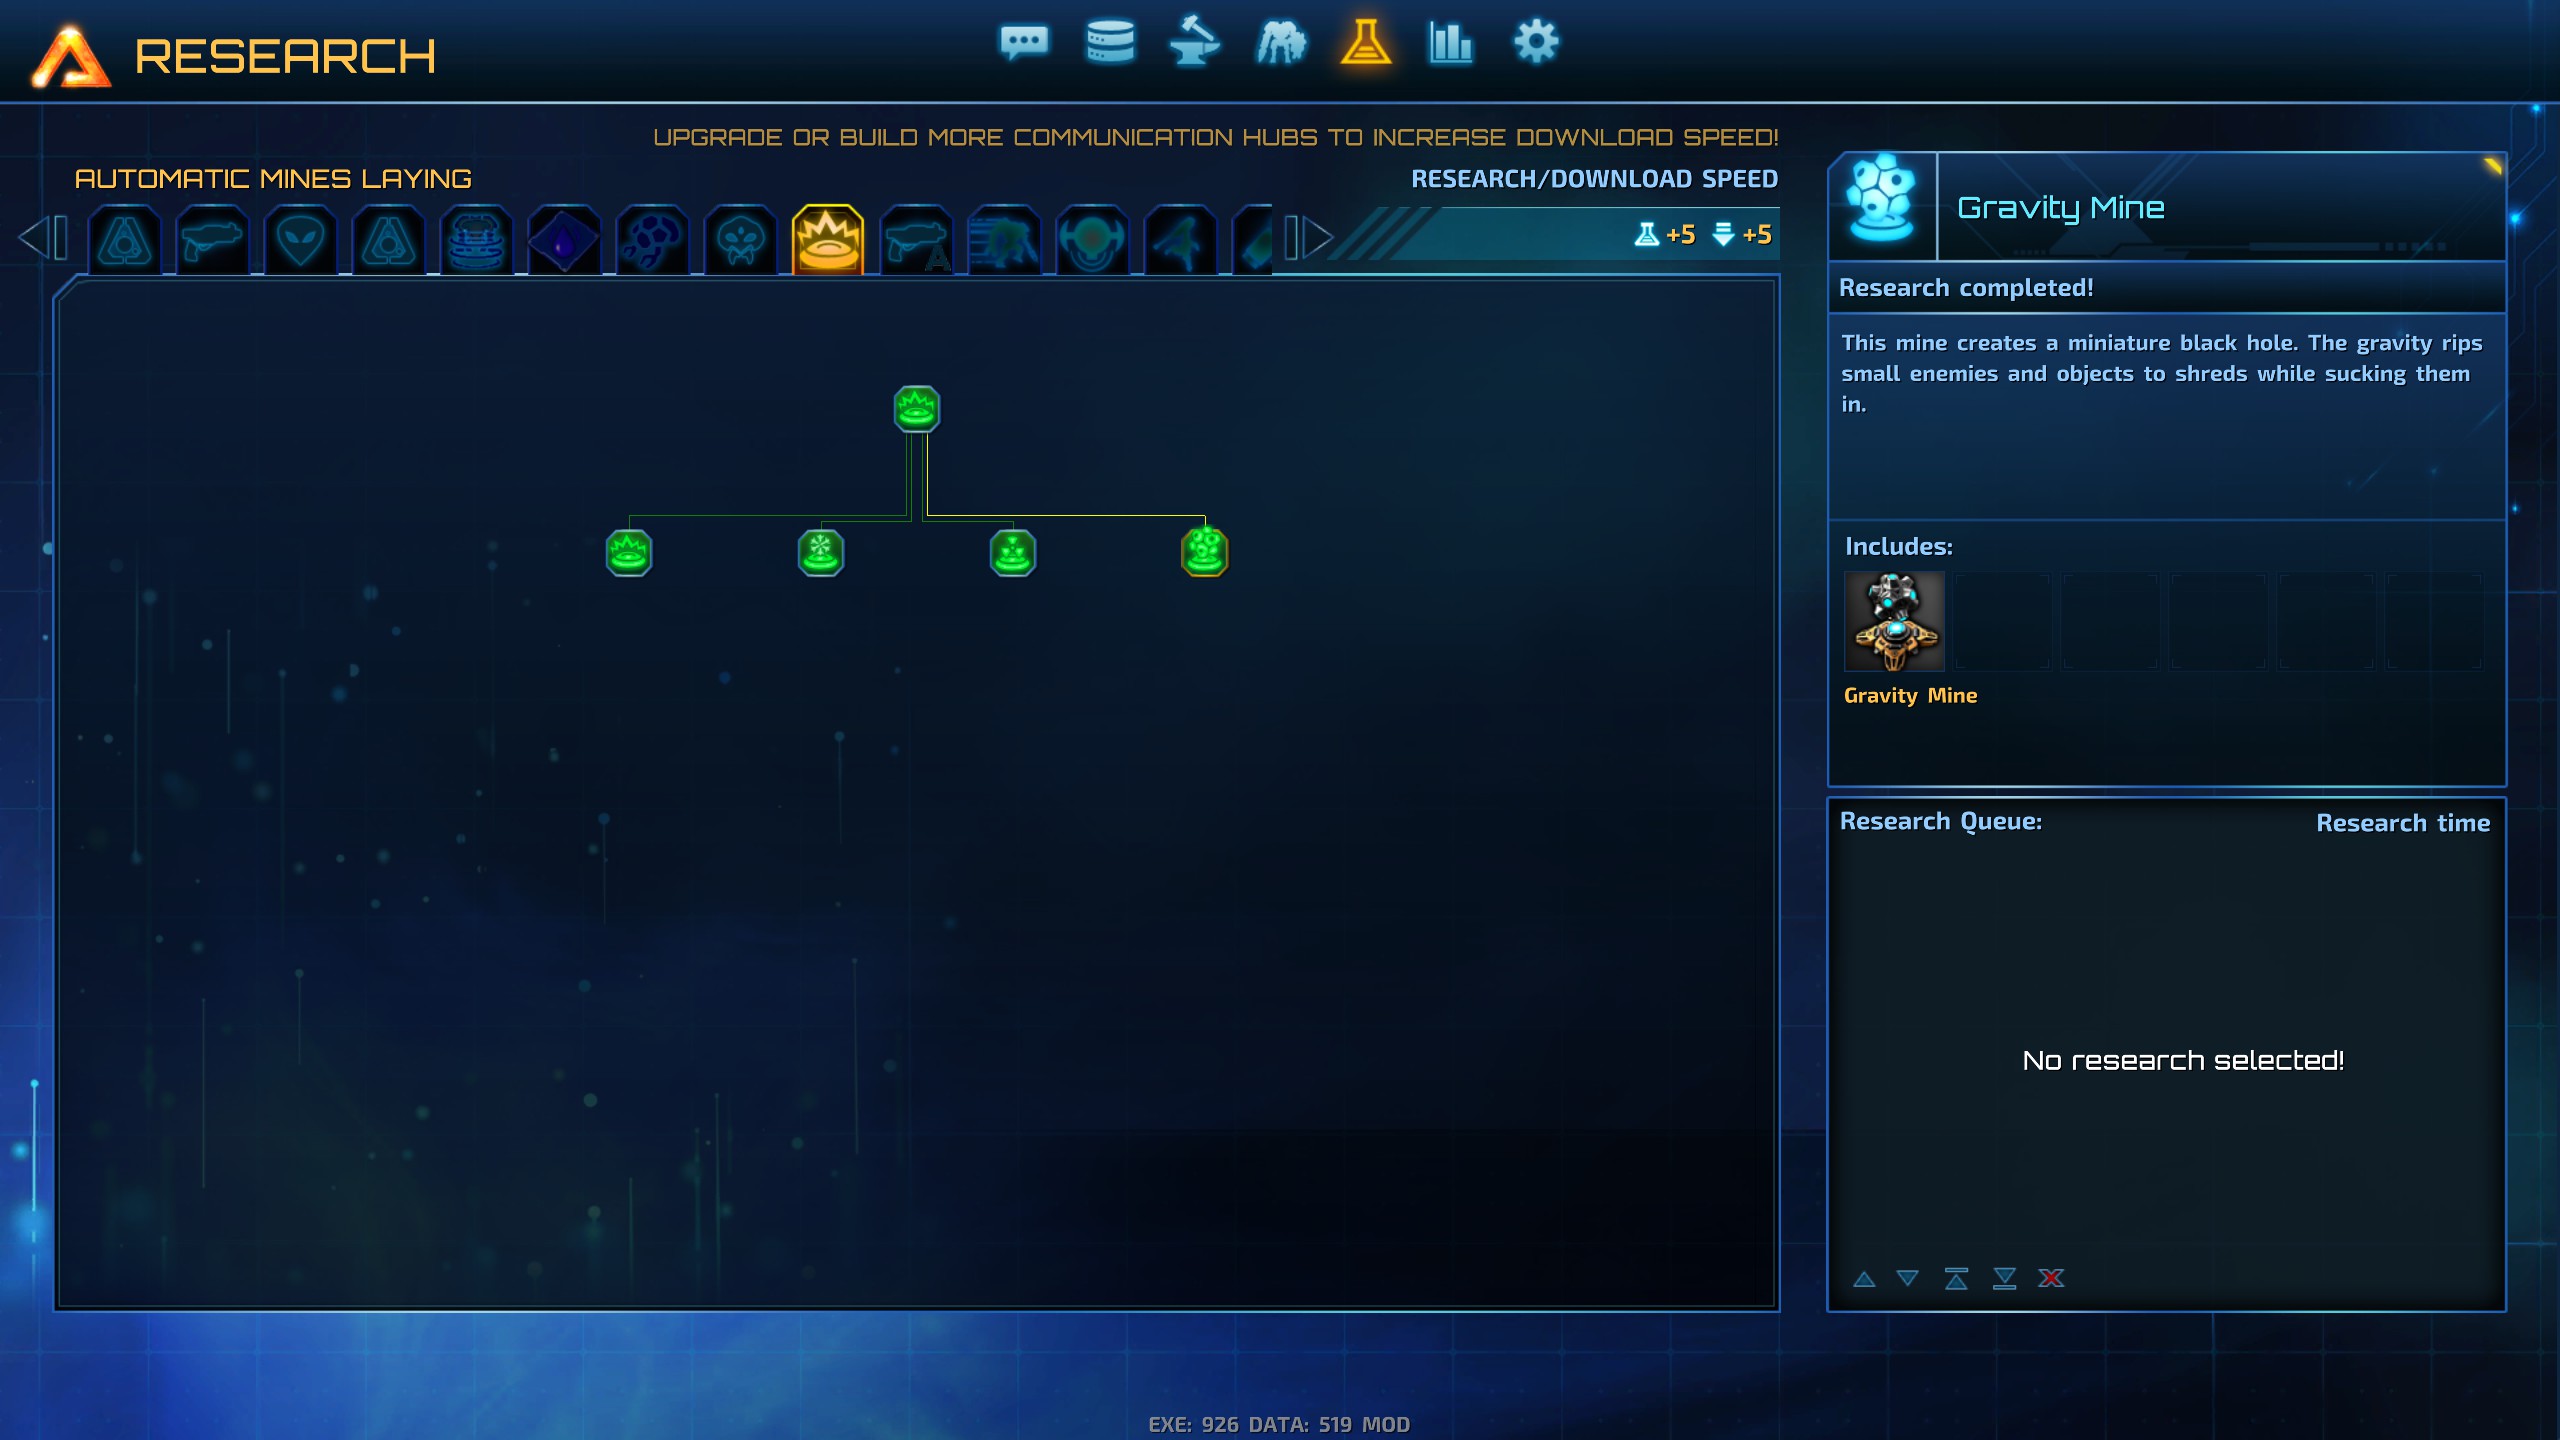 RESEARCH
UPGRADE OR BUILD MORE COMMUNICATION HUBS TO INCREASE DOWNLOAD SPEED!
AUTOMATIC MINES LAYING
RESEARCH/DOWNLOAD SPEED
+5 +5
Gravity Mine
Research completed!
This mine creates a miniature black hole. The gravity rips
small enemies and objects to shreds while sucking them
in.
Includes:
Gravity Mine
Research Queue:
Research time
No research selected!
EXE: 926 DATA: 519 MOD